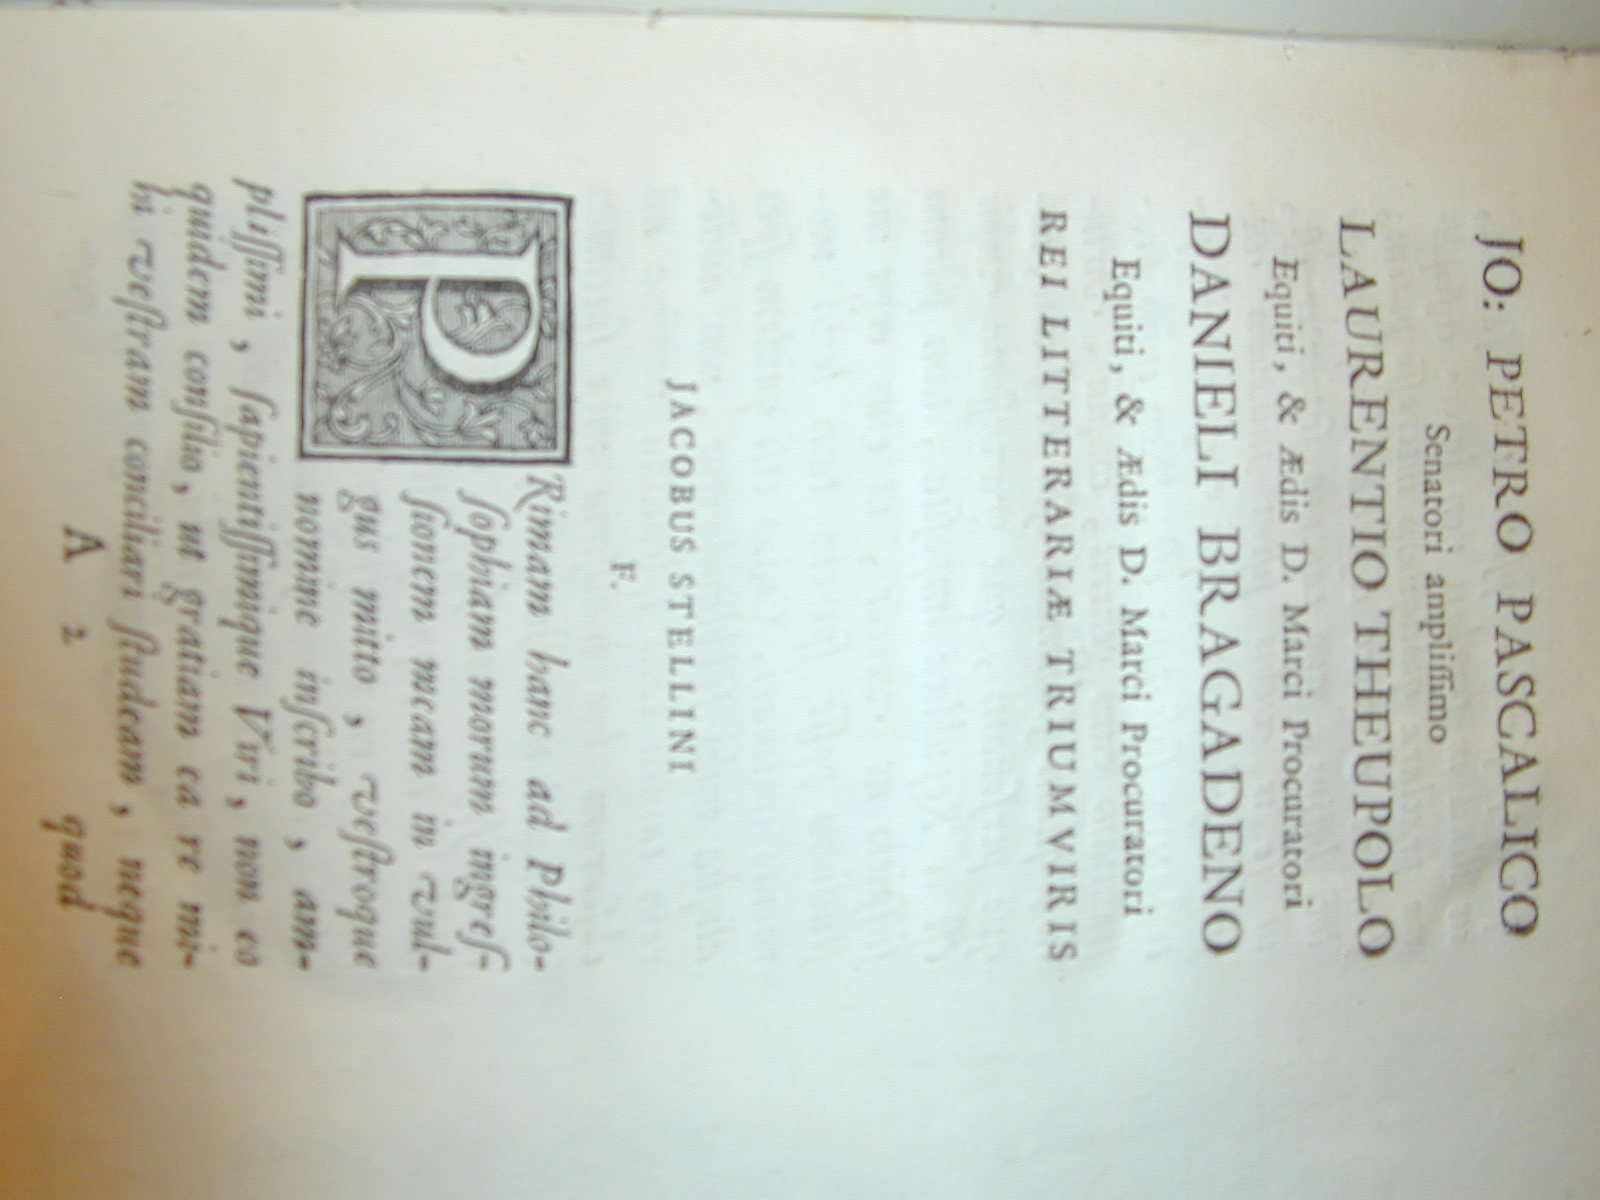 JO: PETRO PASCALICO
Senatori ampliſſimo
LAURENTIO THEUPOLO
Equiti, & Ædis D. Marci Procuratori
DANIELI BRAGADENO
Equiti, & Ædis D. Marci Procuratori
REI LITTERARIÆ TRIUMVIRIS
JACOBUS STELLINI
F.
PRimam hanc ad Philo-
ſophiam morum ingreſ-
ſionem meam in vul-
gus mitto, veſtroque
nomine inſcribo, am-
pliſſimi, ſapientiſſimique Viri, non eo
quidem conſilio, ut gratiam ea re mi-
hi veſtram conciliari ſtudeam, neque
A 2 quod